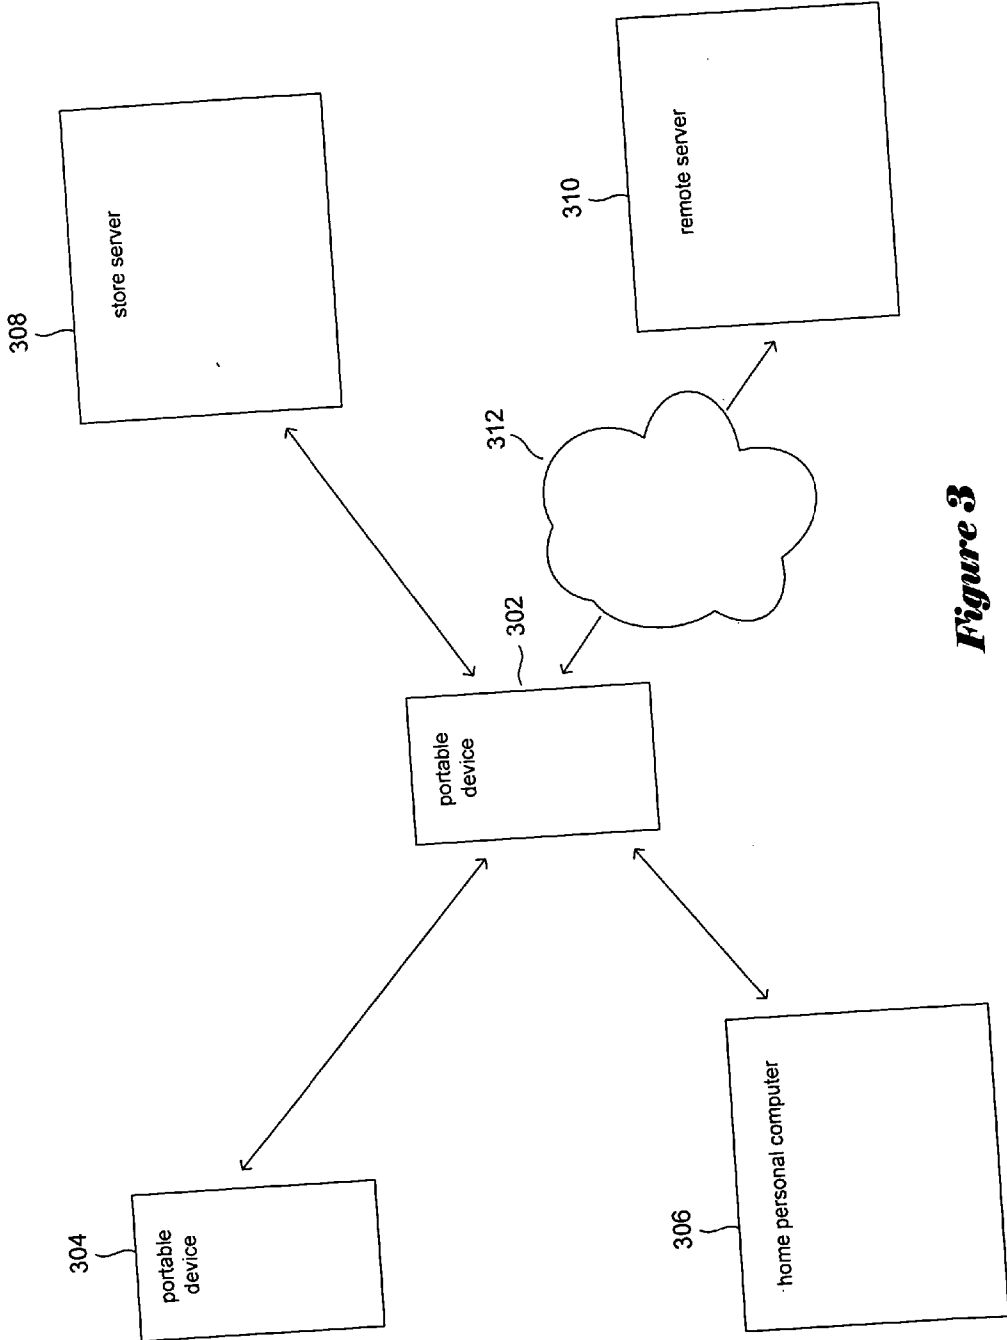 304
portable
device
308
store server
302
portable
device
312
306
home personal computer
310
remote server
Figure 3